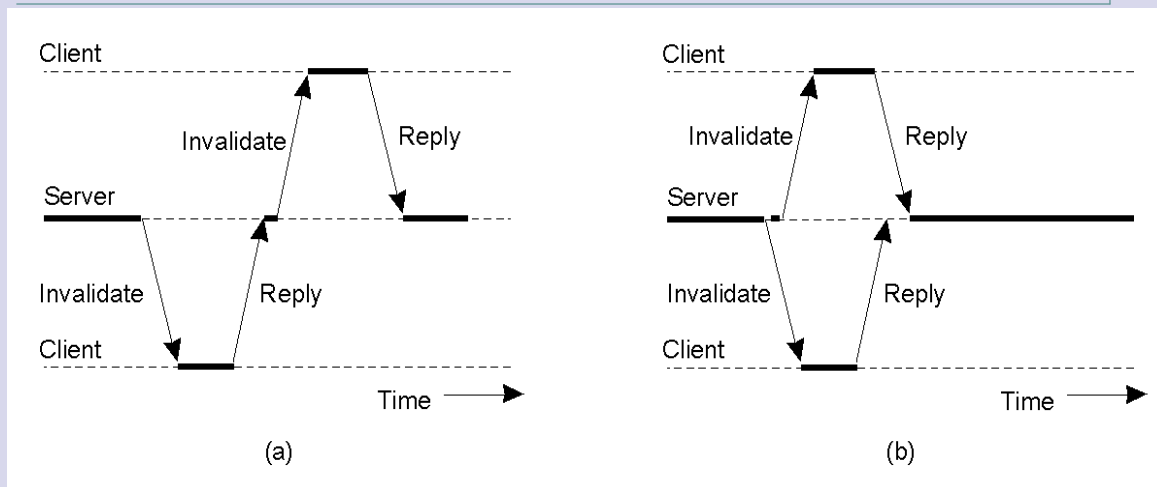 Client
Invalidate
Reply
Server
Invalidate
Reply
Client
Time
(a)
Client
Invalidate
Reply
Server
Invalidate
Reply
Client
Time
(b)